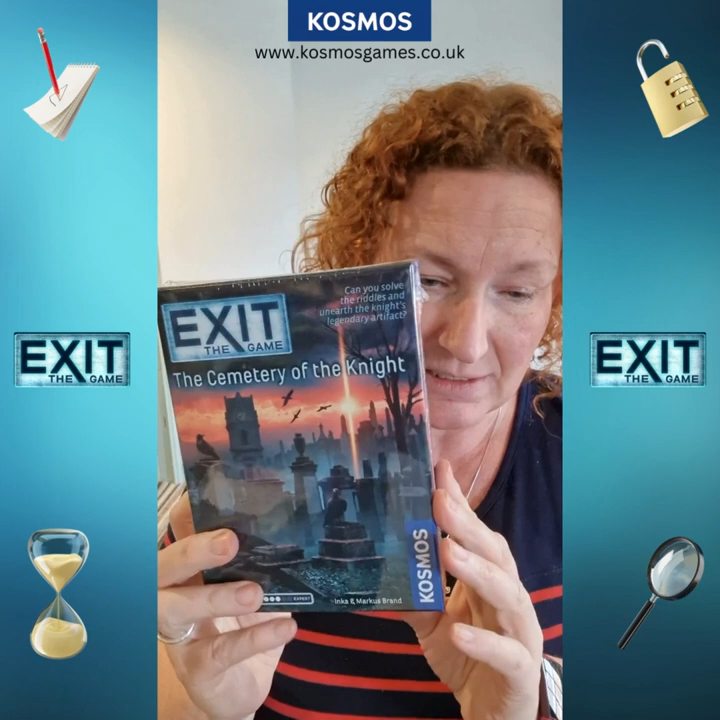 KOSMOS
www.kosmosgames.co.uk
Can you solve
the riddles and
unearth the knight's
legendary artifact?
EXIT
THE GAME
The Cemetery of the Knight
EXIT
THE GAME
EXIT
THE GAME
KOSMOS
EXPERT
Inka & Markus Brand